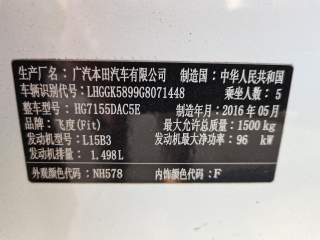 生产厂名: 广汽本田汽车有限公司 制造国: 中华人民共和国
车辆识别代号: LHGGK5899G8071448 乘坐人数: 5
整车型号: HG7155DAC5E 制造年月: 2016 年 05 月
品牌: 飞度(Fit) 最大允许总质量: 1500 kg
发动机型号: L15B3 发动机最大净功率: 96 kW
发动机排量: 1.498L
外观颜色代码: NH578 内饰颜色代码: F